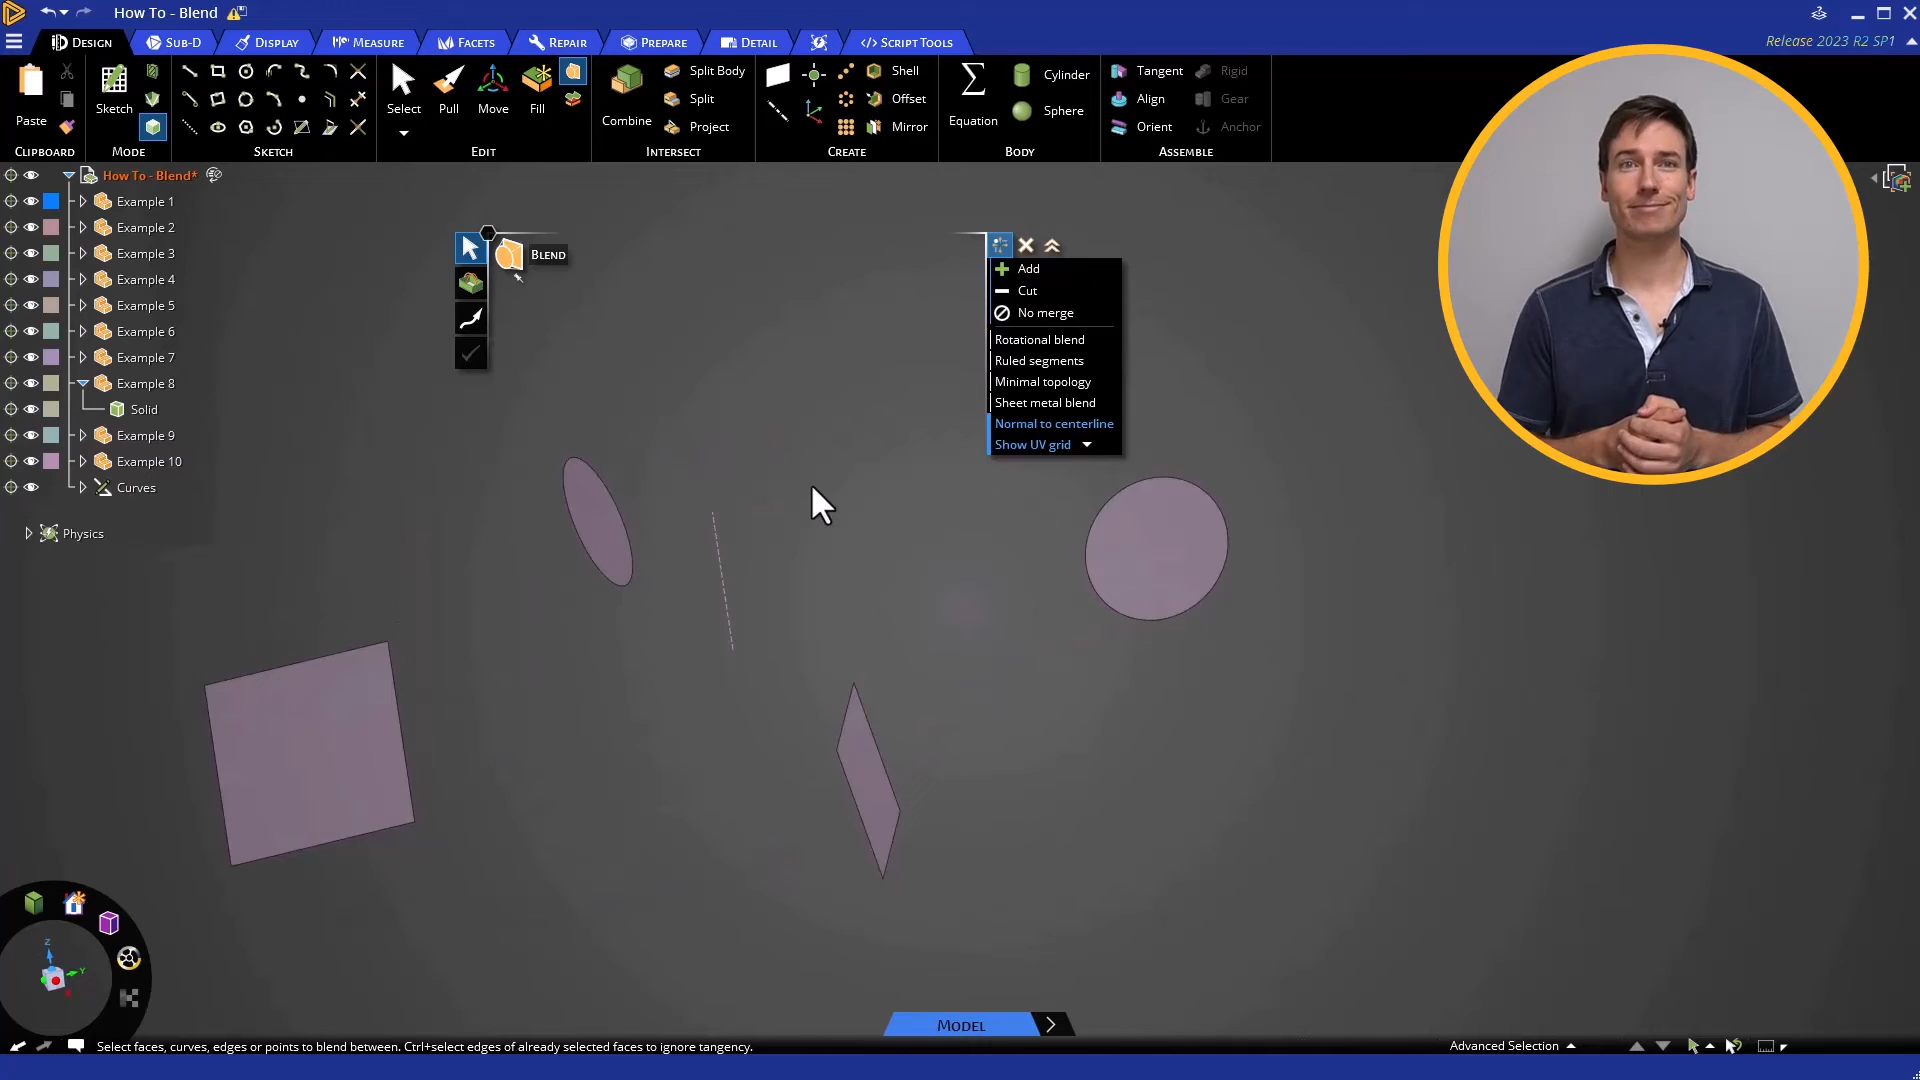 How To - Blend
Design
Sub-D
Display
Measure
Facets
Repair
Prepare
Detail
</> Script Tools
Release 2023 R2 SP1
Paste
Clipboard
Sketch
Mode
Sketch
Select
Pull
Move
Fill
Edit
Combine
Split Body
Split
Project
Intersect
Shell
Offset
Mirror
Create
Equation
Cylinder
Sphere
Body
Tangent
Align
Orient
Rigid
Gear
Anchor
Assemble
How To - Blend*
Example 1
Example 2
Example 3
Example 4
Example 5
Example 6
Example 7
Example 8
Solid
Example 9
Example 10
Curves
Physics
Blend
Add
Cut
No merge
Rotational blend
Ruled segments
Minimal topology
Sheet metal blend
Normal to centerline
Show UV grid
Z
Y
Model
Select faces, curves, edges or points to blend between. Ctrl+select edges of already selected faces to ignore tangency.
Advanced Selection